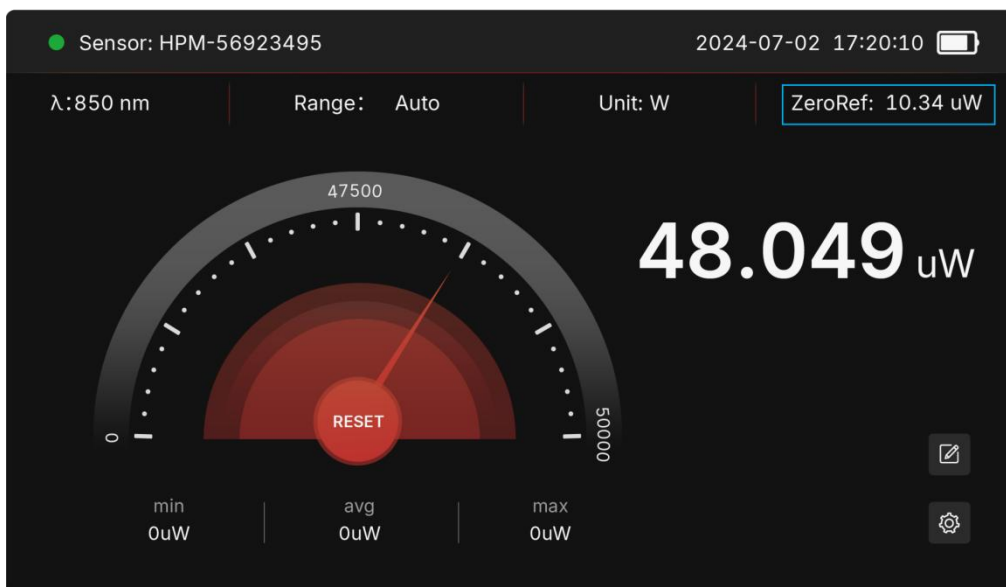 Sensor: HPM-56923495
2024-07-02 17:20:10
λ:850 nm
Range: Auto
Unit: W
ZeroRef: 10.34 uW
47500
48.049 uW
0
RESET
50000
min
avg
max
0uW
0uW
0uW